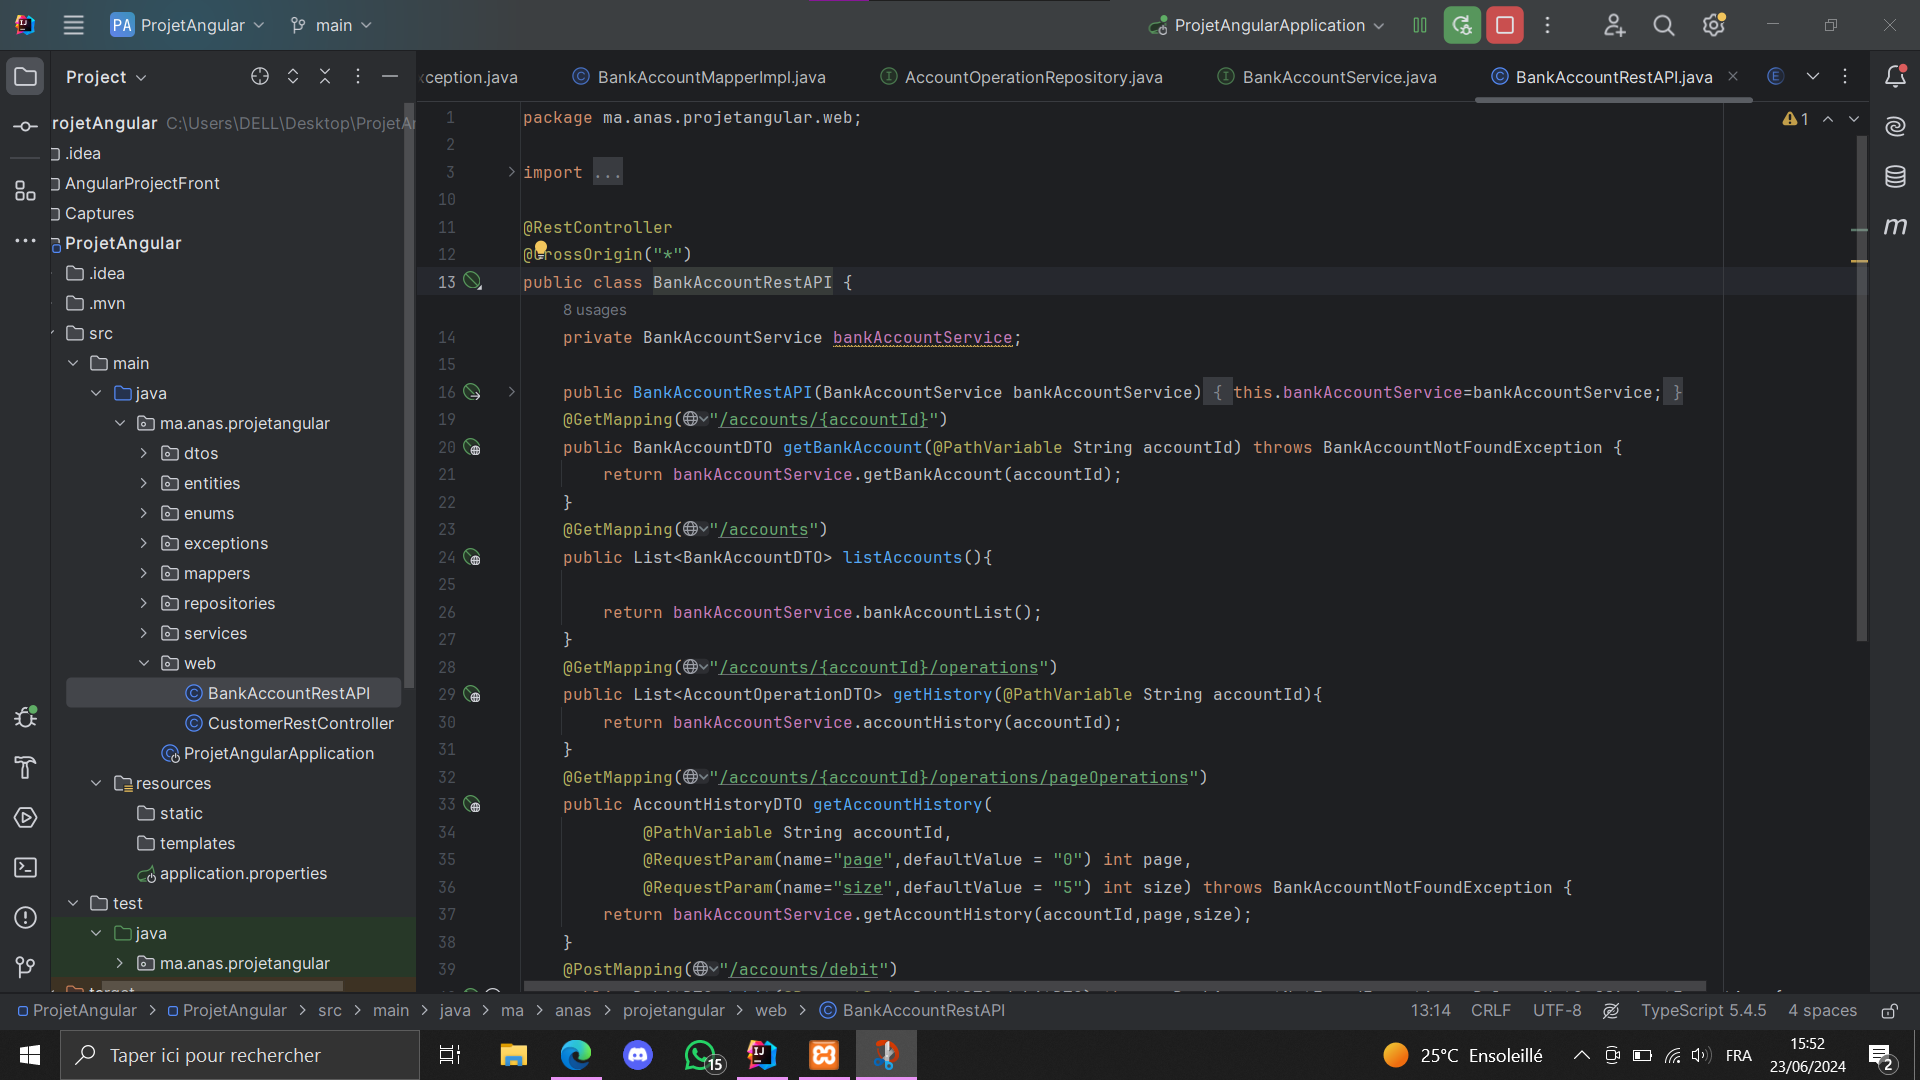 PA ProjetAngular main ProjetAngularApplication
Project
ception.java BankAccountMapperImpl.java AccountOperationRepository.java BankAccountService.java BankAccountRestAPI.java
rojetAngular C:\Users\DELL\Desktop\ProjetAn
.idea
AngularProjectFront
Captures
ProjetAngular
.idea
.mvn
src
main
java
ma.anas.projetangular
dtos
entities
enums
exceptions
mappers
repositories
services
web
BankAccountRestAPI
CustomerRestController
ProjetAngularApplication
resources
static
templates
application.properties
test
java
ma.anas.projetangular
1 package ma.anas.projetangular.web;
1
2
3 import ...
10
11 @RestController
12 @CrossOrigin("*")
13 public class BankAccountRestAPI {
8 usages
14 private BankAccountService bankAccountService;
15
16 public BankAccountRestAPI(BankAccountService bankAccountService) { this.bankAccountService=bankAccountService; }
19 @GetMapping("/accounts/{accountId}")
20 public BankAccountDTO getBankAccount(@PathVariable String accountId) throws BankAccountNotFoundException {
21 return bankAccountService.getBankAccount(accountId);
22 }
23 @GetMapping("/accounts")
24 public List<BankAccountDTO> listAccounts(){
25
26 return bankAccountService.bankAccountList();
27 }
28 @GetMapping("/accounts/{accountId}/operations")
29 public List<AccountOperationDTO> getHistory(@PathVariable String accountId){
30 return bankAccountService.accountHistory(accountId);
31 }
32 @GetMapping("/accounts/{accountId}/operations/pageOperations")
33 public AccountHistoryDTO getAccountHistory(
34 @PathVariable String accountId,
35 @RequestParam(name="page",defaultValue = "0") int page,
36 @RequestParam(name="size",defaultValue = "5") int size) throws BankAccountNotFoundException {
37 return bankAccountService.getAccountHistory(accountId,page,size);
38 }
39 @PostMapping("/accounts/debit")
ProjetAngular > ProjetAngular > src > main > java > ma > anas > projetangular > web > BankAccountRestAPI 13:14 CRLF UTF-8 TypeScript 5.4.5 4 spaces
Taper ici pour rechercher 15 25°C Ensoleillé FRA 15:52
23/06/2024 2